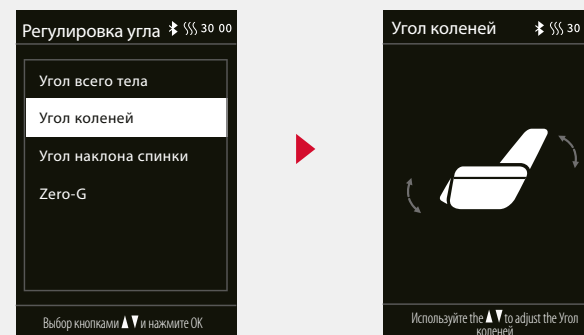 Регулировка угла 30 00
Угол всего тела
Угол коленей
Угол наклона спинки
Zero-G
Выбор кнопками ▲▼ и нажмите OK
Угол коленей 30
Используйте the ▲▼ to adjust the Угол
коленей